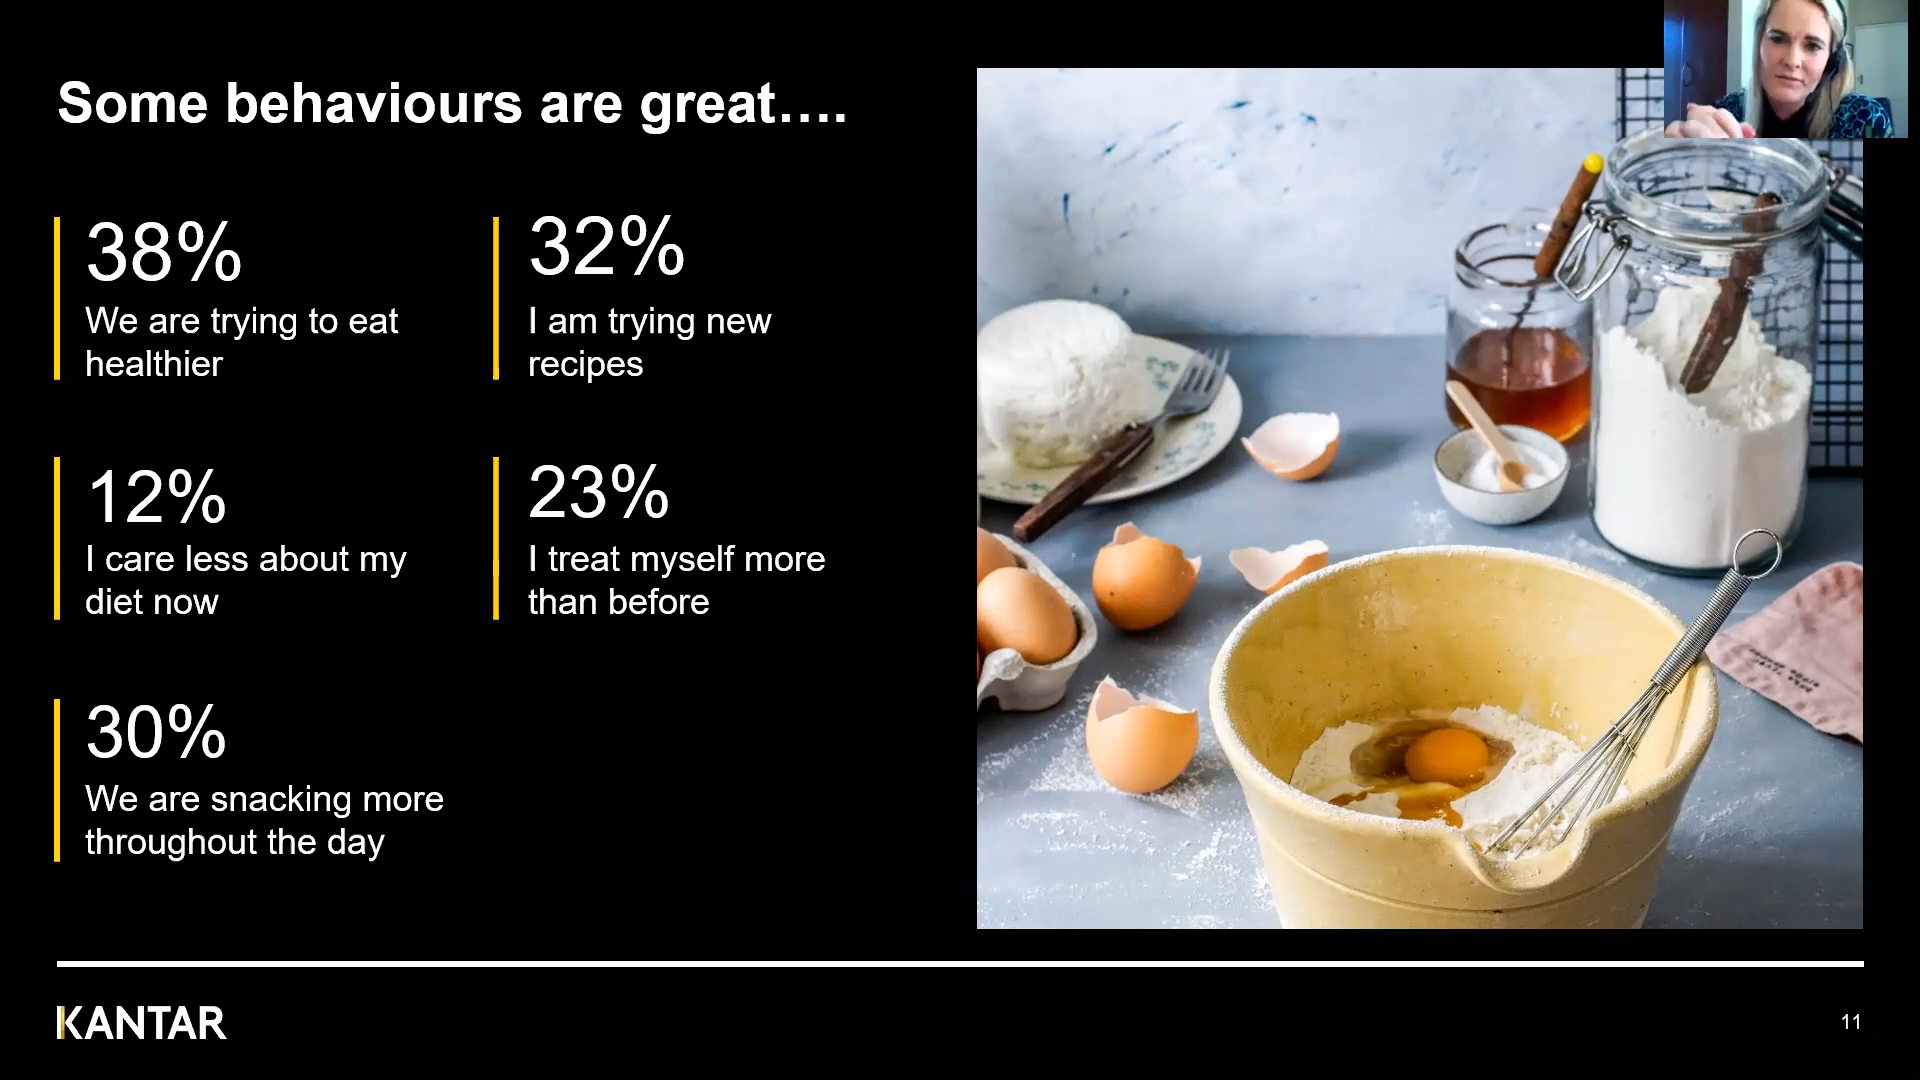 Some behaviours are great….
38%
We are trying to eat
healthier
32%
I am trying new
recipes
12%
I care less about my
diet now
23%
I treat myself more
than before
30%
We are snacking more
throughout the day
KANTAR
11